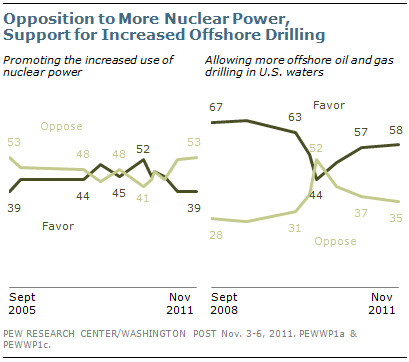 Opposition to More Nuclear Power,
Support for Increased Offshore Drilling
Promoting the increased use of
nuclear power
53
Oppose
48
48
52
53
39
44
45
41
39
Favor
Sept
2005
Nov
2011
Allowing more offshore oil and gas
drilling in U.S. waters
67
Favor
63
57
58
52
44
28
31
37
35
Oppose
Sept
2008
Nov
2011
PEW RESEARCH CENTER/WASHINGTON POST Nov. 3-6, 2011. PEWWP1a &
PEWWP1c.